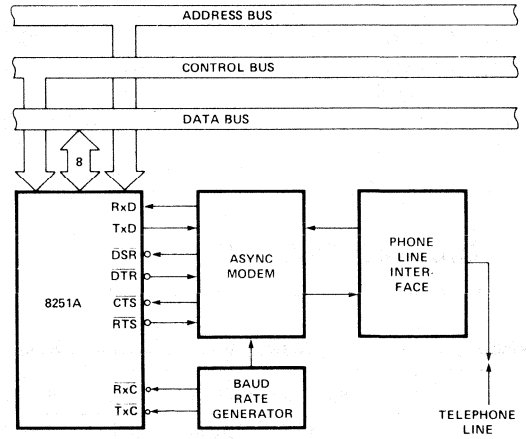 ADDRESS BUS
CONTROL BUS
DATA BUS
8
8251A
RxD
TxD
DSR
DTR
CTS
RTS
RxC
TxC
ASYNC
MODEM
BAUD
RATE
GENERATOR
PHONE
LINE
INTER-
FACE
TELEPHONE
LINE